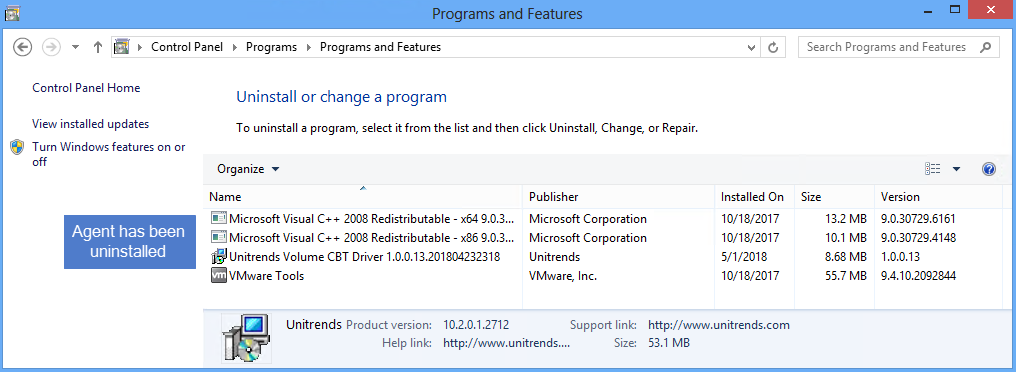 Programs and Features
Control Panel Programs Programs and Features
Search Programs and Features
Control Panel Home
View installed updates
Turn Windows features on or
off
Uninstall or change a program
To uninstall a program, select it from the list and then click Uninstall, Change, or Repair.
Organize
Name Publisher Installed On Size Version
Microsoft Visual C++ 2008 Redistributable - x64 9.0.3... Microsoft Corporation 10/18/2017 13.2 MB 9.0.30729.6161
Microsoft Visual C++ 2008 Redistributable - x86 9.0.3... Microsoft Corporation 10/18/2017 10.1 MB 9.0.30729.4148
Unitrends Volume CBT Driver 1.0.0.13.201804232318 Unitrends 5/1/2018 8.68 MB 1.0.0.13
vm VMware Tools VMware, Inc. 10/18/2017 55.7 MB 9.4.10.2092844
Agent has been
uninstalled
Unitrends Product version: 10.2.0.1.2712 Support link: http://www.unitrends.com
Help link: http://www.unitrends.... Size: 53.1 MB